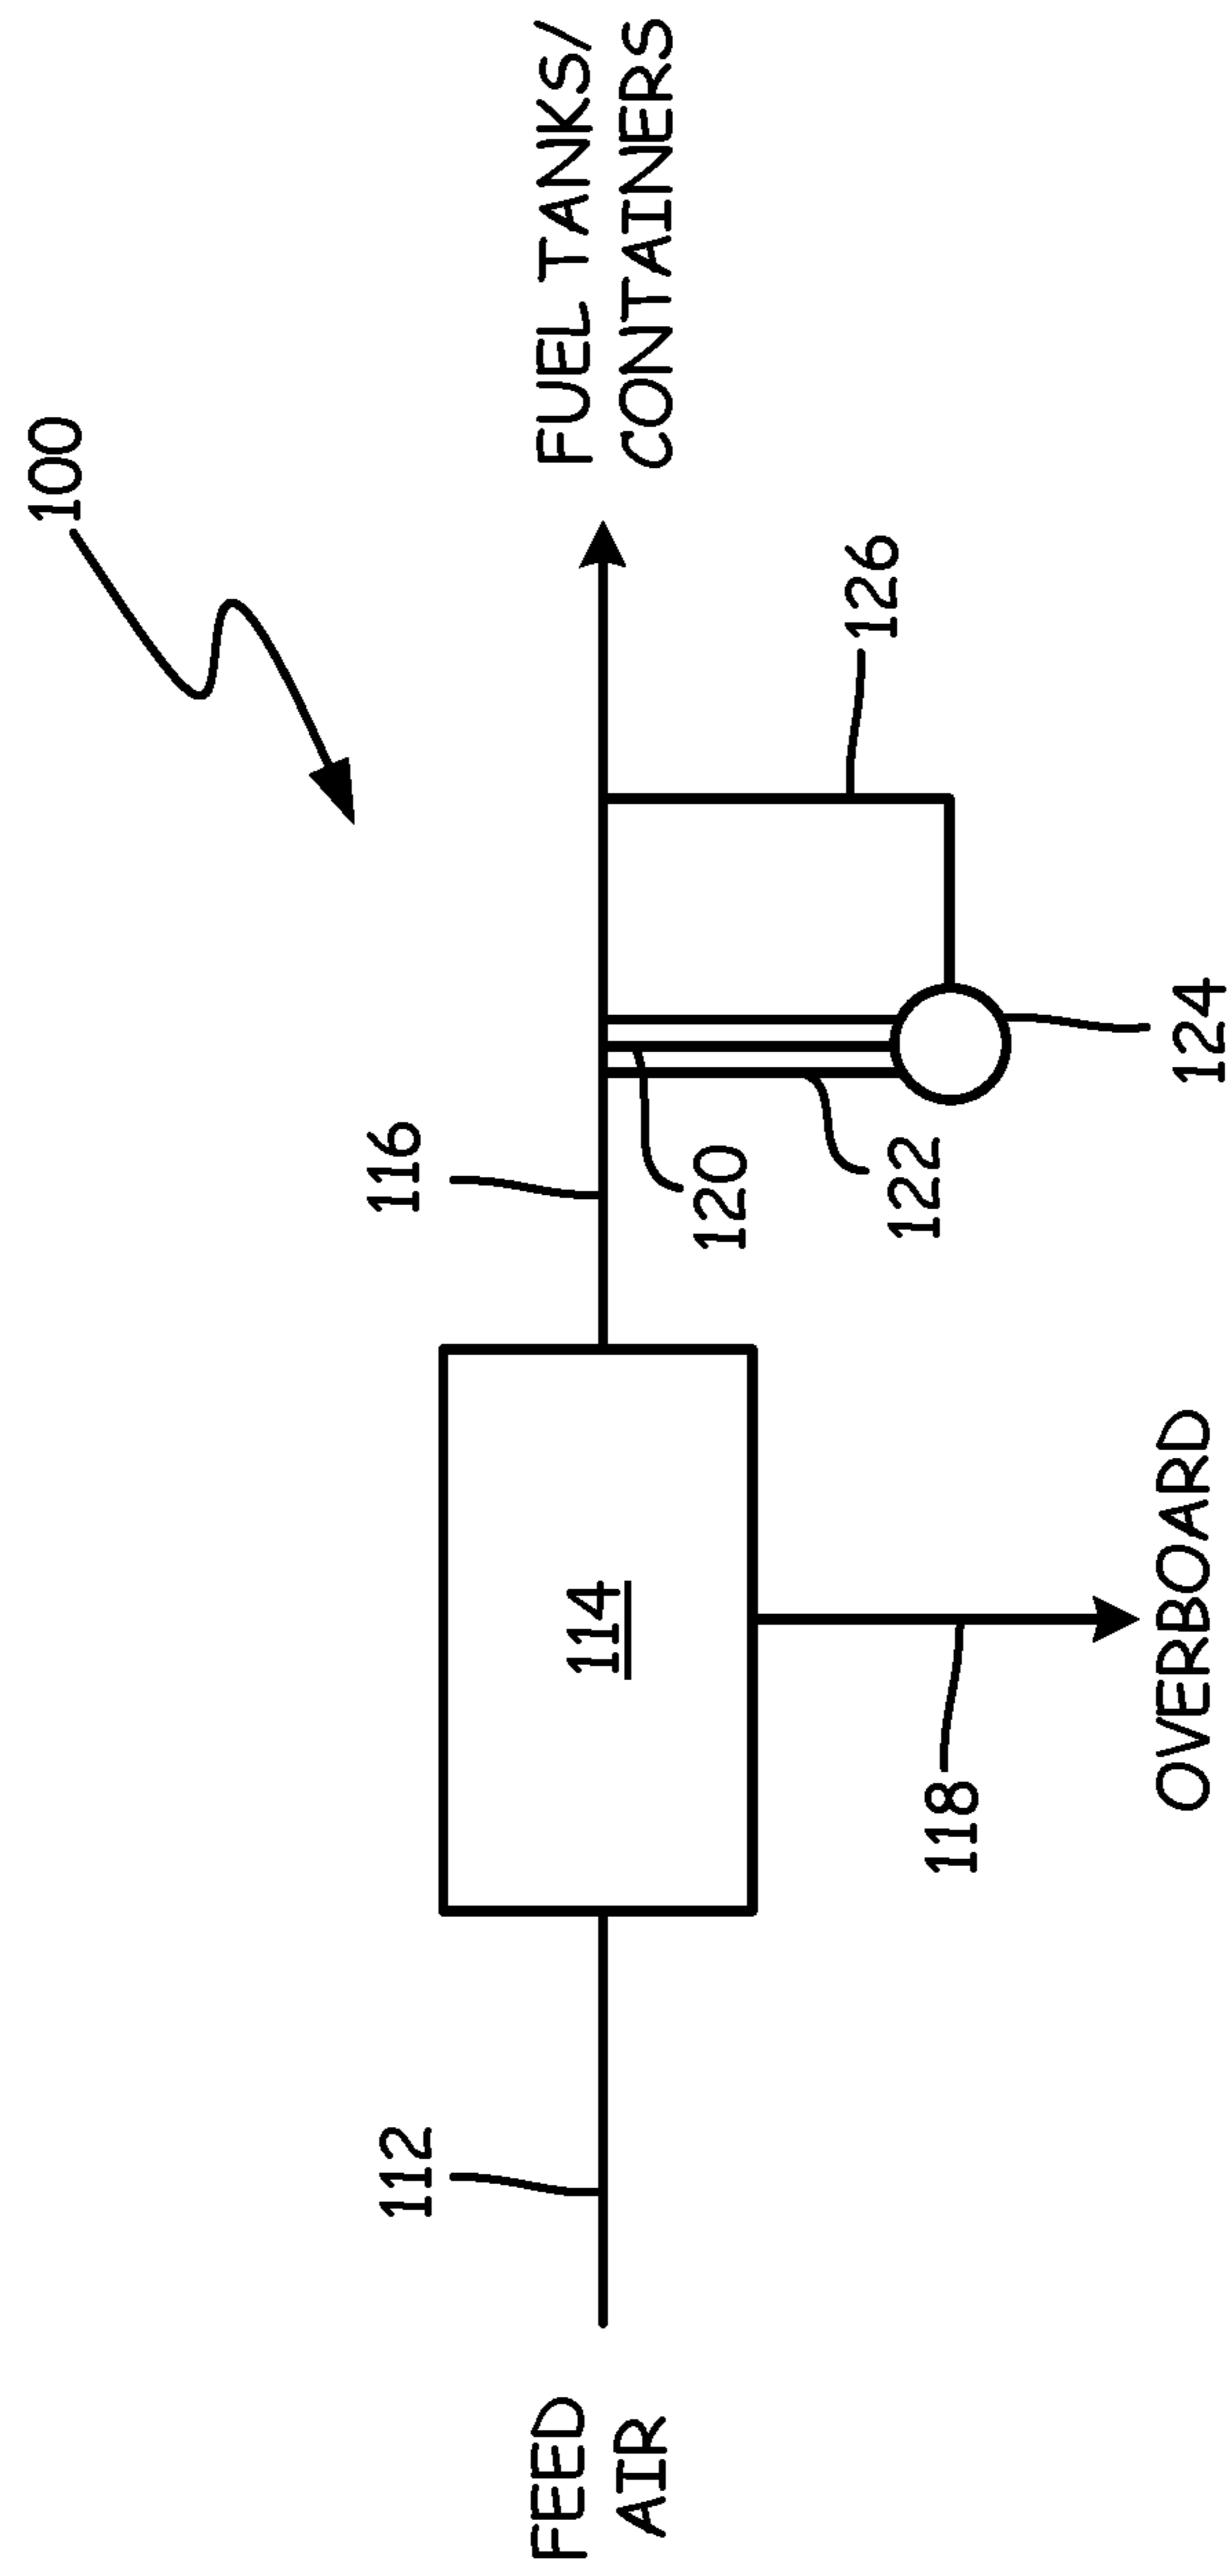 100
FUEL TANKS/
CONTAINERS
126
116
120
122
124
114
112
118
FEED
AIR
OVERBOARD